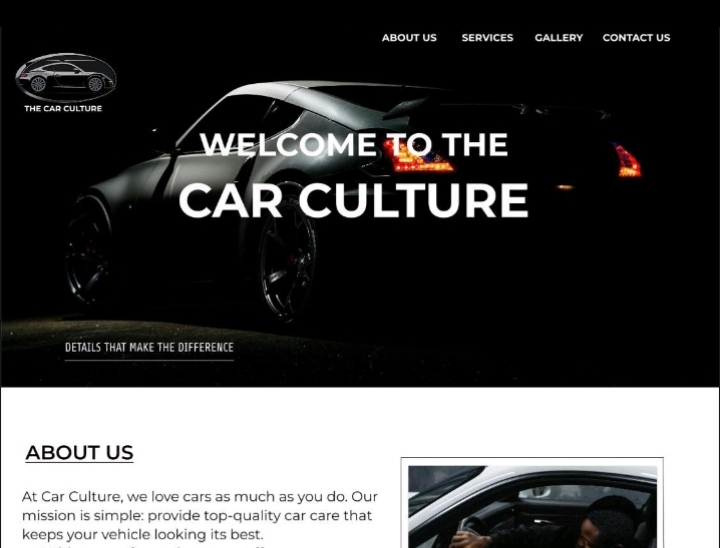 ABOUT US SERVICES GALLERY CONTACT US
THE CAR CULTURE
WELCOME TO THE
CAR CULTURE
DETAILS THAT MAKE THE DIFFERENCE
ABOUT US
At Car Culture, we love cars as much as you do. Our
mission is simple: provide top-quality car care that
keeps your vehicle looking its best.